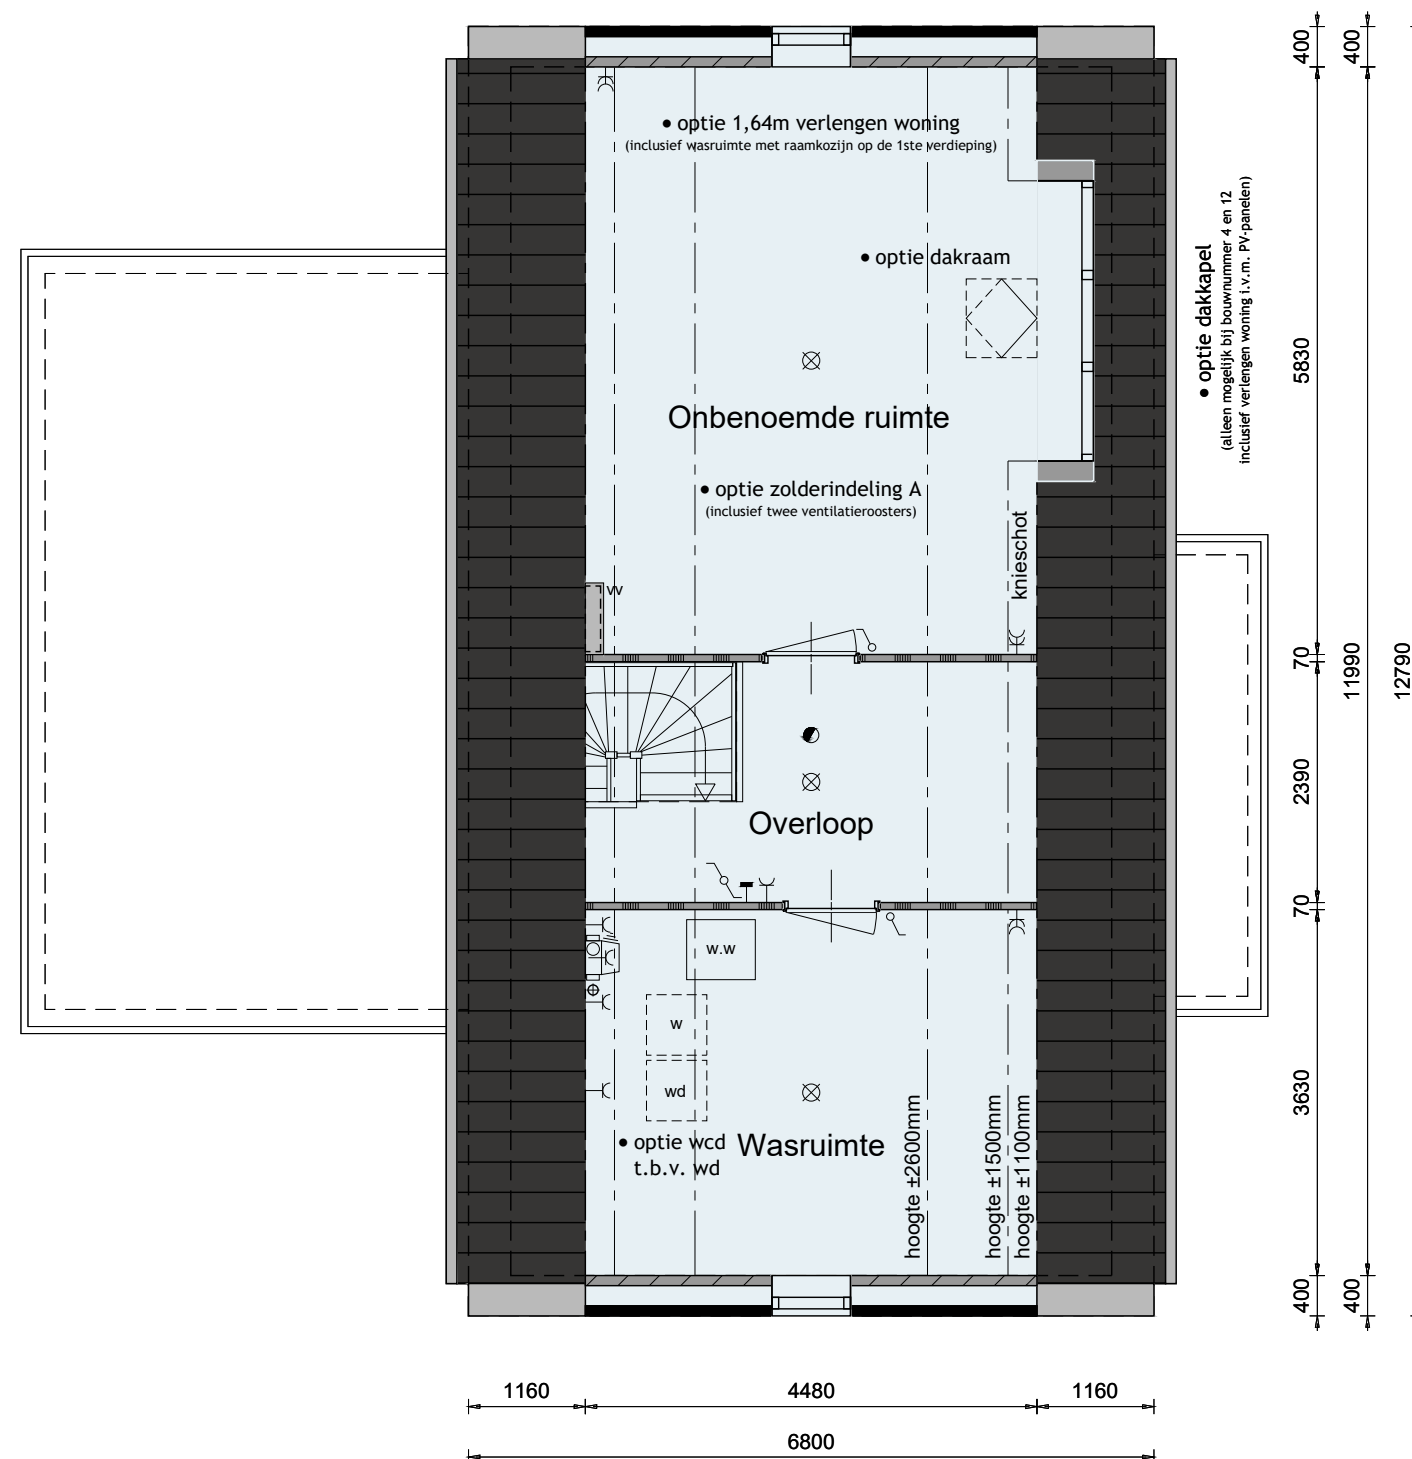 400
400
• optie 1,64m verlengen woning
(inclusief wasruimte met raamkozijn op de 1ste verdieping)
• optie dakraam
• optie dakkapel
(alleen mogelijk bij bouwnummer 4 en 12
inclusief verlengen woning i.v.m. PV-panelen)
5830
Onbenoemde ruimte
• optie zolderindeling A
(inclusief twee ventilatieroosters)
knieschot
vv
70
11990
12790
2390
Overloop
70
w.w
w
wd
3630
• optie wcd
t.b.v. wd
Wasruimte
hoogte ±2600mm
hoogte ±1500mm
hoogte ±1100mm
400
400
1160
4480
1160
6800